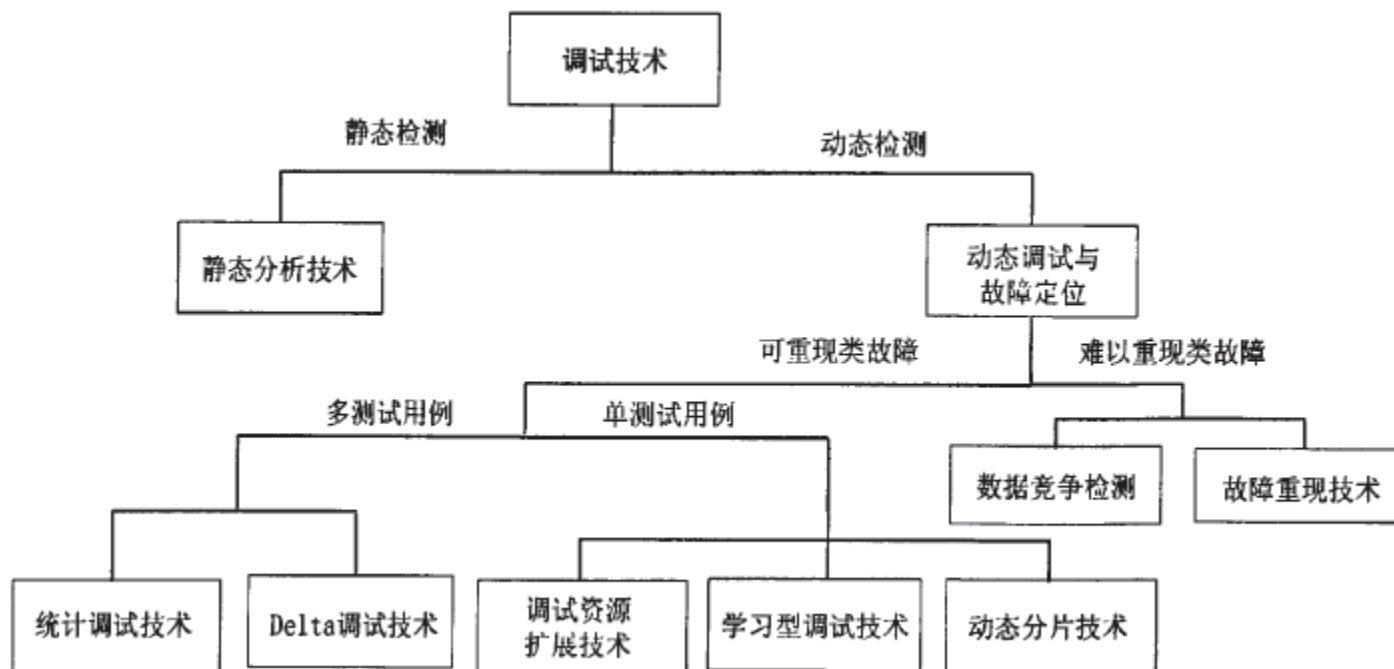 调试技术
静态检测
动态检测
静态分析技术
动态调试与
故障定位
可重现类故障
难以重现类故障
多测试用例
单测试用例
数据竞争检测
故障重现技术
统计调试技术
Delta调试技术
调试资源
扩展技术
学习型调试技术
动态分片技术